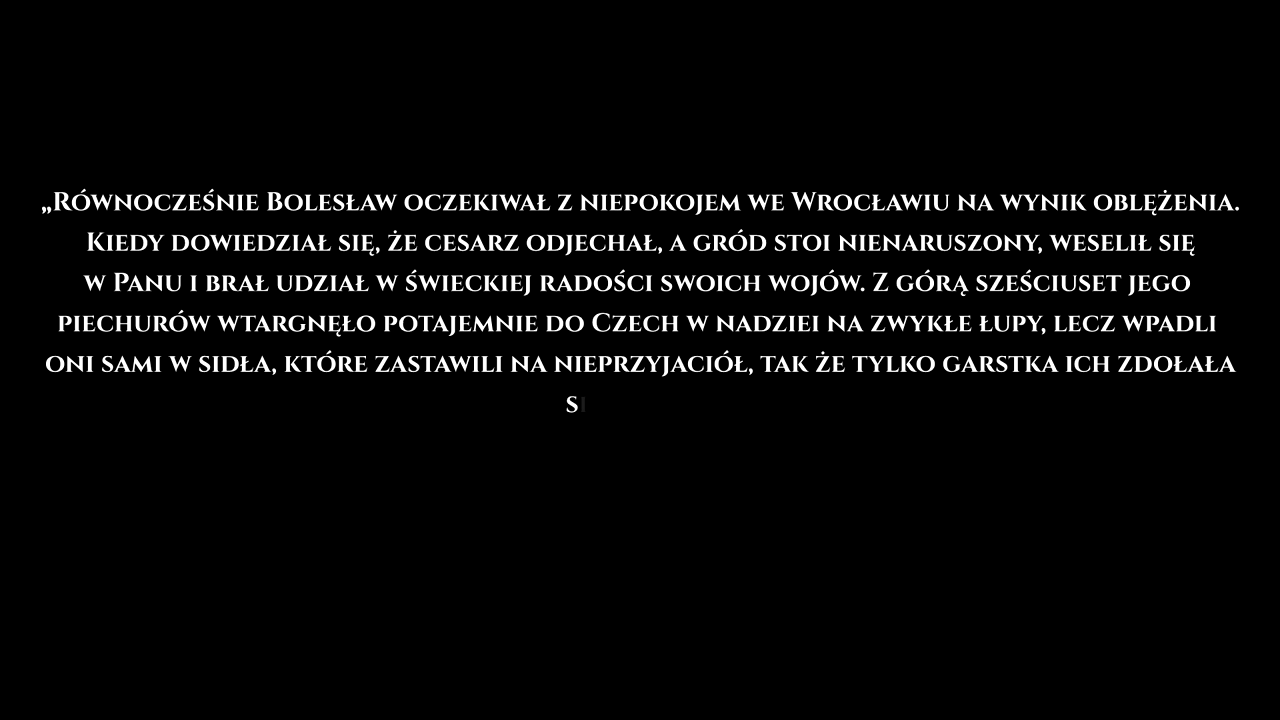 „Równocześnie Bolesław oczekiwał z niepokojem we Wrocławiu na wynik oblężenia.
Kiedy dowiedział się, że cesarz odjechał, a gród stoi nienaruszony, weselił się
w Panu i brał udział w świeckiej radości swoich wojów. Z górą sześciuset jego
piechurów wtargnęło potajemnie do Czech w nadziei na zwykłe łupy, lecz wpadli
oni sami w sidła, które zastawili na nieprzyjaciół, tak że tylko garstka ich zdołała
s